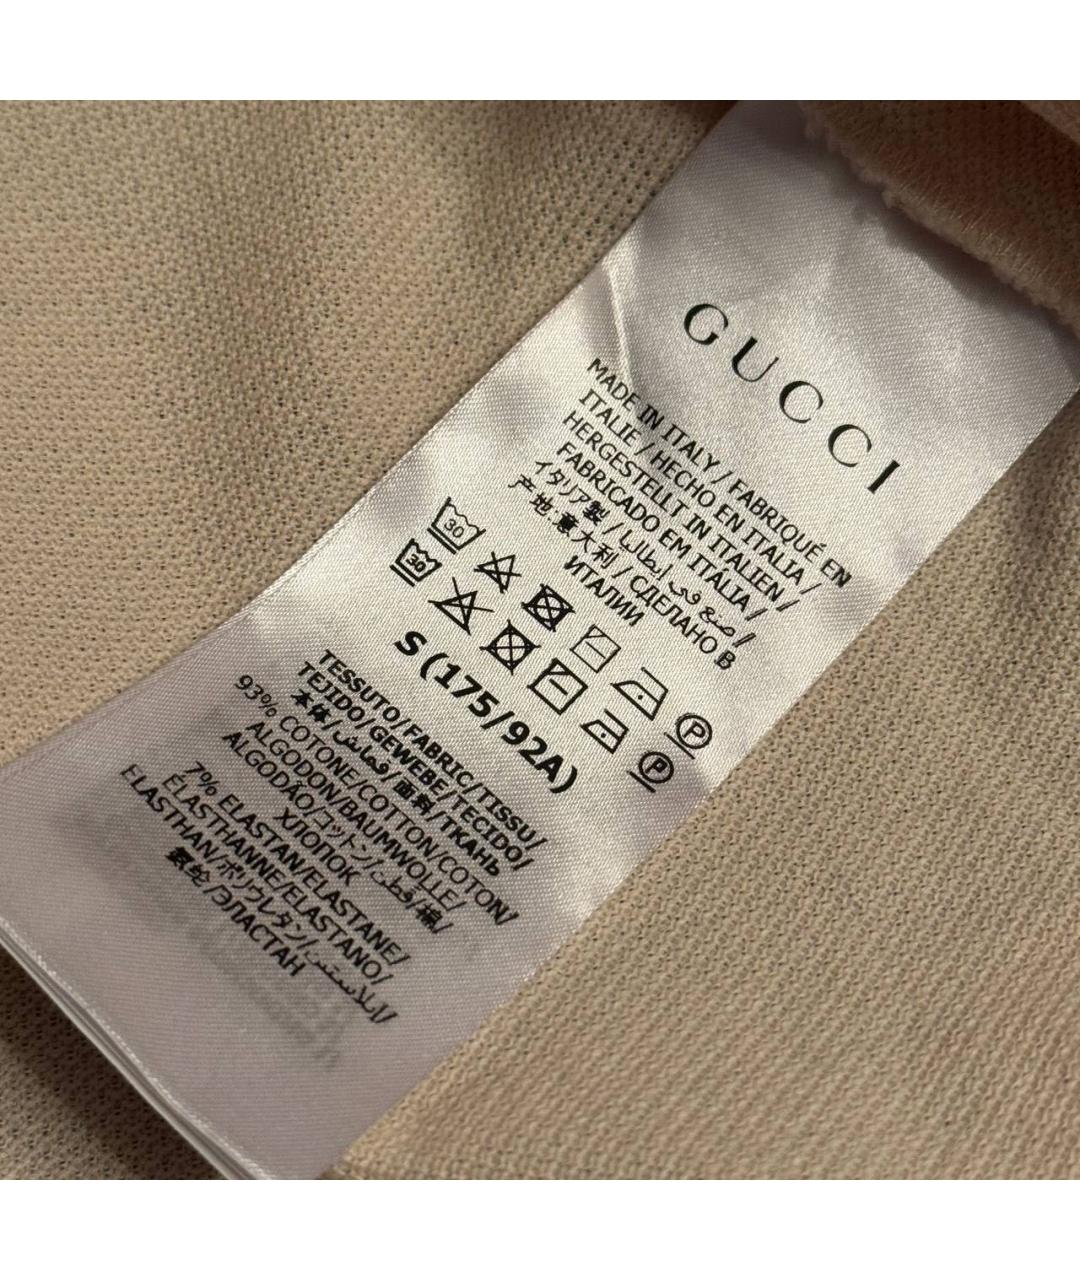 GUCCI
MADE IN ITALY / FABRIQUÉ EN
ITALIE / HECHO EN ITALIA /
HERGESTELLT IN ITALIEN /
FABRICADO EM ITÁLIA /
イタリア製 / صنع في ايطاليا /
产地:意大利 / СДЕЛАНО В
ИТАЛИИ
30 P
30 P
S (175/92A)
TESSUTO/FABRIC/TISSU/
TEJIDO/GEWEBE/TECIDO/
本体/قماش/面料/ТКАНЬ
93% COTONE/COTTON/COTON/
ALGODON/BAUMWOLLE/
ALGODÃO/コットン/قطن/棉/
ХЛОПОК
7% ELASTAN/ELASTANE/
ÉLASTHANNE/ELASTANO/
ELASTHAN/ポリウレタン/إيلاستين/
氨纶/ЭЛАСТАН